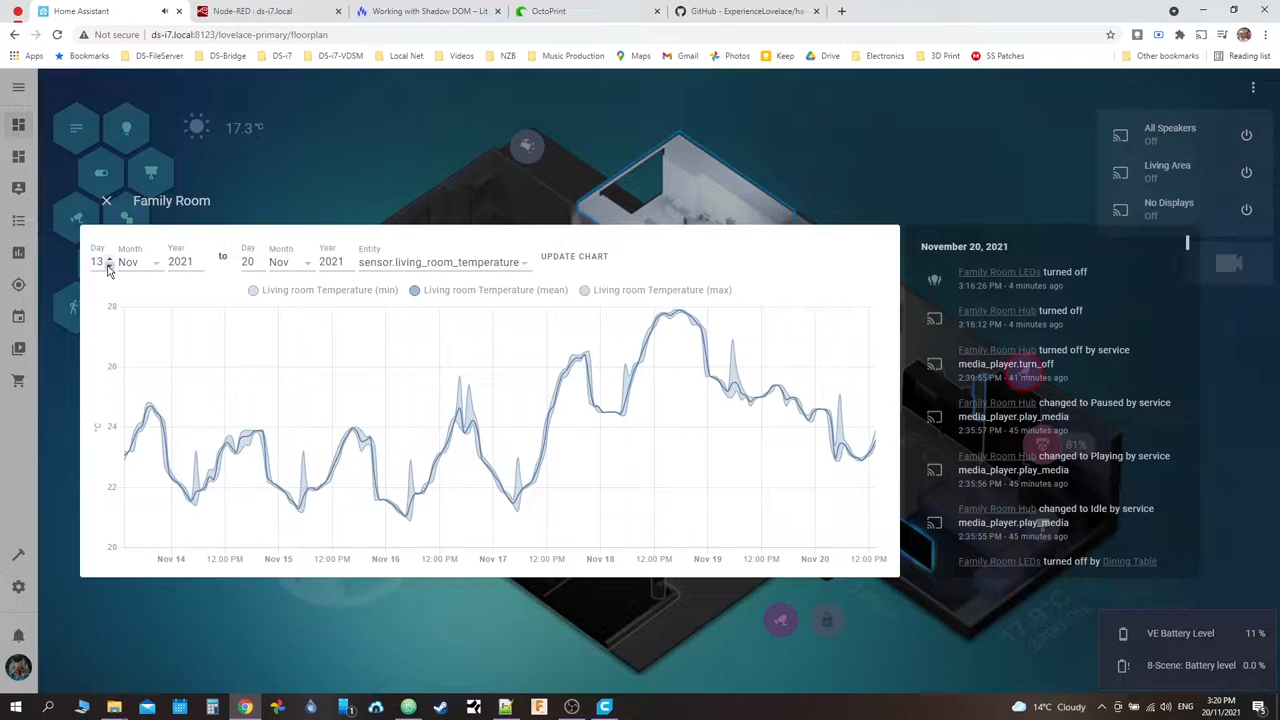 Home Assistant
Node-RED : ds-i7.local
Working with Shadow DOM – Lit
OctoPrint
GitHub - ExperienceLovelace/ha
Not secure ds-i7.local:8123/lovelace-primary/floorplan
Apps Bookmarks DS-FileServer DS-Bridge DS-i7 DS-i7-VDSM Local Net Videos NZB Music Production Maps Gmail Photos Keep Drive Electronics 3D Print SS Patches Other bookmarks Reading list
17.3°C
All Speakers
Off
Living Area
Off
No Displays
Off
Family Room
Day Month Year Day Month Year Entity
13 Nov 2021 to 20 Nov 2021 sensor.living_room_temperature UPDATE CHART
Living room Temperature (min) Living room Temperature (mean) Living room Temperature (max)
28
26
24
22
20
°C
Nov 14 12:00 PM Nov 15 12:00 PM Nov 16 12:00 PM Nov 17 12:00 PM Nov 18 12:00 PM Nov 19 12:00 PM Nov 20 12:00 PM
November 20, 2021
Family Room LEDs turned off
3:16:26 PM - 4 minutes ago
Family Room Hub turned off
3:16:12 PM - 4 minutes ago
Family Room Hub turned off by service
media_player.turn_off
2:39:55 PM - 41 minutes ago
Family Room Hub changed to Paused by service
media_player.play_media
2:35:57 PM - 45 minutes ago
81%
Family Room Hub changed to Playing by service
media_player.play_media
2:35:56 PM - 45 minutes ago
Family Room Hub changed to Idle by service
media_player.play_media
2:35:55 PM - 45 minutes ago
Family Room LEDs turned off by Dining Table
VE Battery Level 11 %
8-Scene: Battery level 0.0 %
14°C Cloudy
3:20 PM
20/11/2021